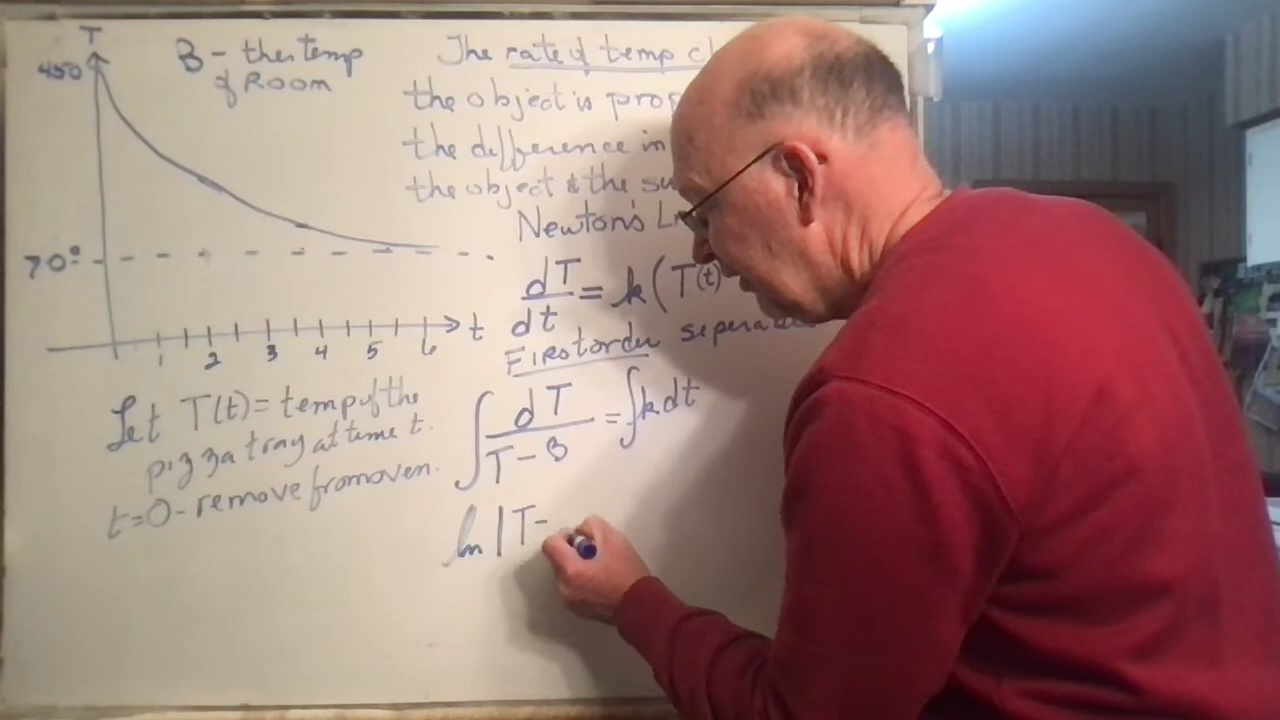 T
450
B - the temp
of Room
The rate of temp c
the object is prop
the difference in
the object & the su
Newton's L
70°
dT/dt = k(T(t)
First order seperab
t
1 2 3 4 5 6
Let T(t) = temp of the
pizza tray at time t.
t=0 - remove from oven.
∫ dT/(T - B) = ∫ k dt
ln |T-